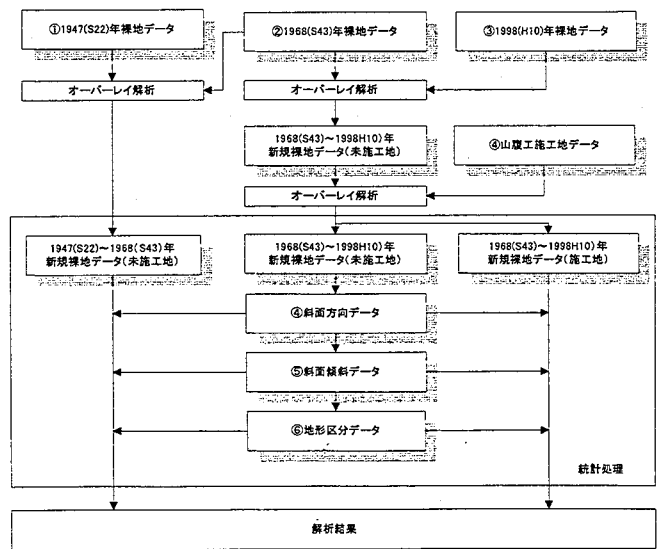 ①1947(S22)年裸地データ
②1968(S43)年裸地データ
③1998(H10)年裸地データ
オーバーレイ解析
オーバーレイ解析
1968(S43)～1998H10)年
新規裸地データ(未施工地)
④山腹工施工地データ
オーバーレイ解析
1947(S22)～1968(S43)年
新規裸地データ(未施工地)
1968(S43)～1998H10)年
新規裸地データ(未施工地)
1968(S43)～1998H10)年
新規裸地データ(施工地)
④斜面方向データ
⑤斜面傾斜データ
⑥地形区分データ
統計処理
解析結果